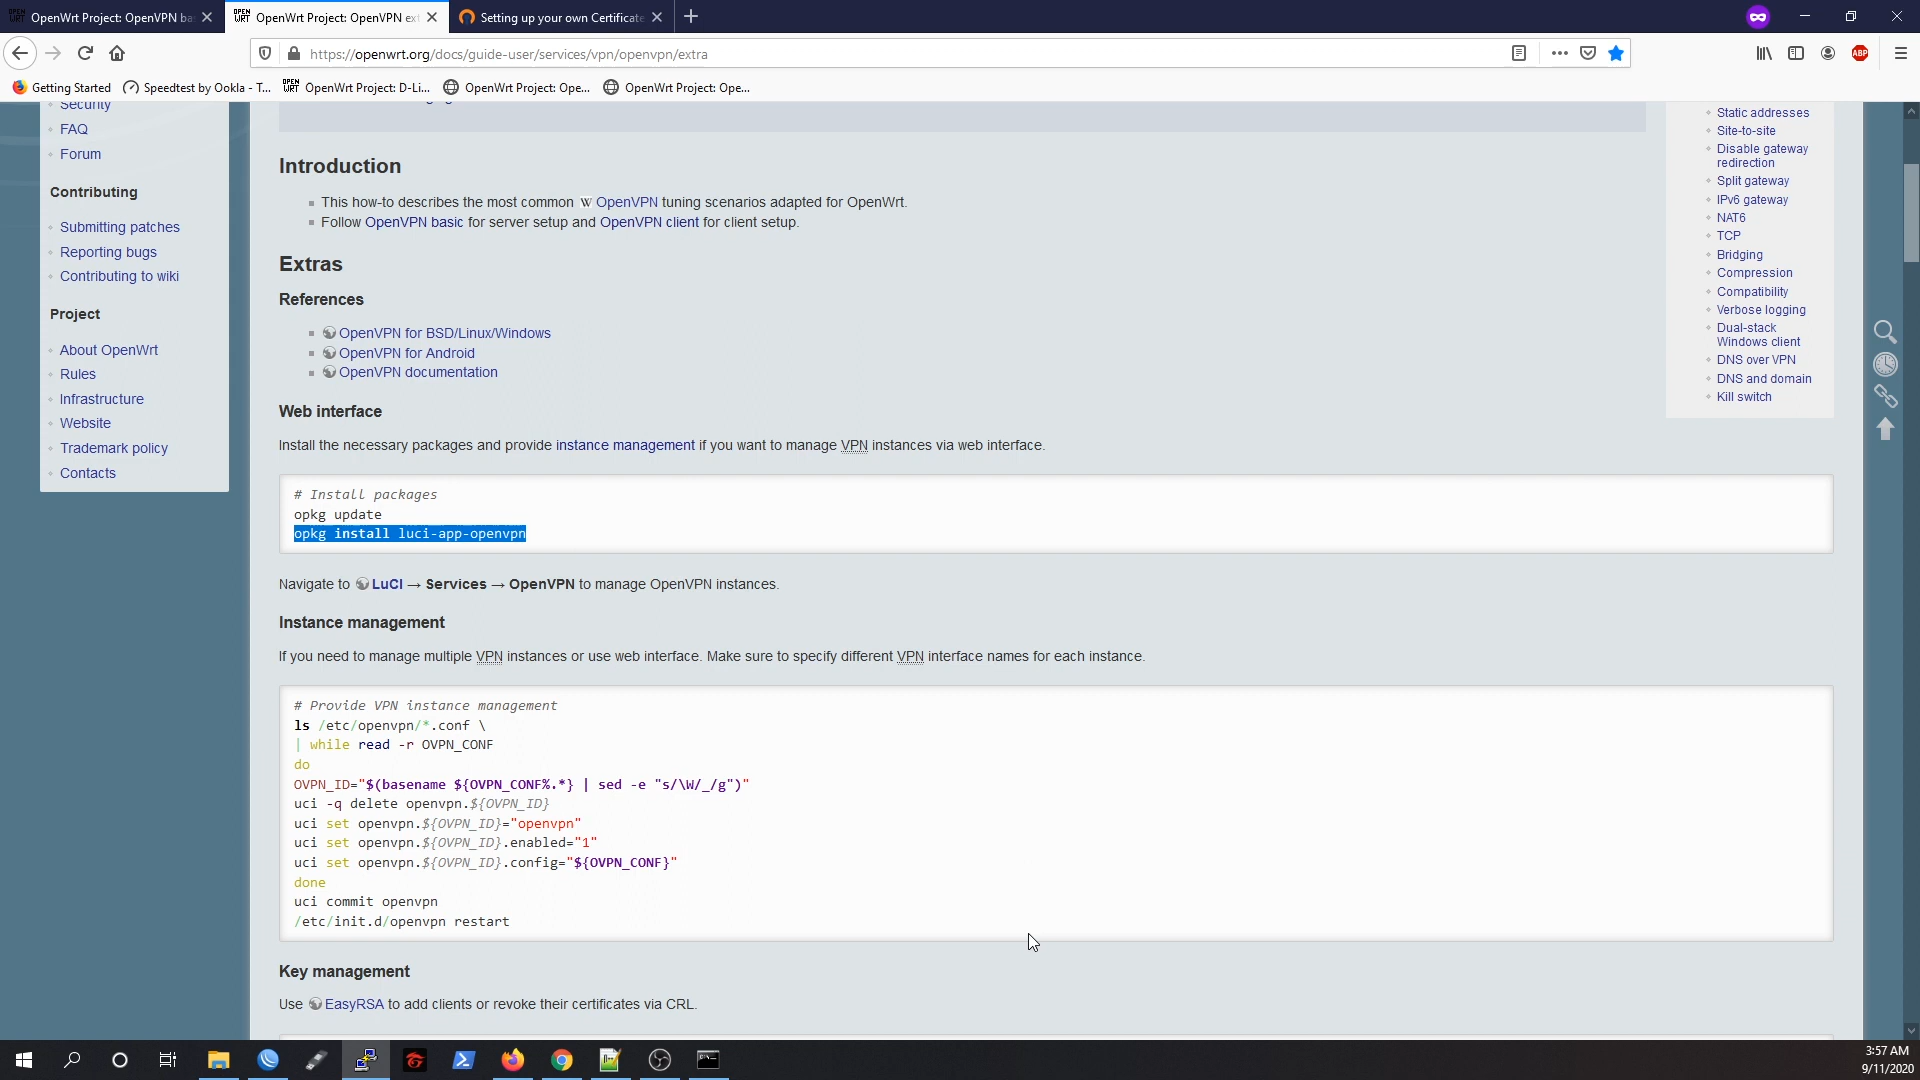 OpenWrt Project: OpenVPN ba
OpenWrt Project: OpenVPN ext
Setting up your own Certificate
https://openwrt.org/docs/guide-user/services/vpn/openvpn/extra
ABP
Getting Started
Speedtest by Ookla - T...
OpenWrt Project: D-Li...
OpenWrt Project: Ope...
OpenWrt Project: Ope...
Security
FAQ
Forum
Contributing
Submitting patches
Reporting bugs
Contributing to wiki
Project
About OpenWrt
Rules
Infrastructure
Website
Trademark policy
Contacts
Introduction
This how-to describes the most common W OpenVPN tuning scenarios adapted for OpenWrt.
Follow OpenVPN basic for server setup and OpenVPN client for client setup.
Extras
References
OpenVPN for BSD/Linux/Windows
OpenVPN for Android
OpenVPN documentation
Web interface
Install the necessary packages and provide instance management if you want to manage VPN instances via web interface.
# Install packages
opkg update
opkg install luci-app-openvpn
Navigate to LuCI → Services → OpenVPN to manage OpenVPN instances.
Instance management
If you need to manage multiple VPN instances or use web interface. Make sure to specify different VPN interface names for each instance.
# Provide VPN instance management
ls /etc/openvpn/*.conf \
| while read -r OVPN_CONF
do
OVPN_ID="$(basename ${OVPN_CONF%.*} | sed -e "s/\W/_/g")"
uci -q delete openvpn.${OVPN_ID}
uci set openvpn.${OVPN_ID}="openvpn"
uci set openvpn.${OVPN_ID}.enabled="1"
uci set openvpn.${OVPN_ID}.config="${OVPN_CONF}"
done
uci commit openvpn
/etc/init.d/openvpn restart
Key management
Use EasyRSA to add clients or revoke their certificates via CRL.
Static addresses
Site-to-site
Disable gateway
redirection
Split gateway
IPv6 gateway
NAT6
TCP
Bridging
Compression
Compatibility
Verbose logging
Dual-stack
Windows client
DNS over VPN
DNS and domain
Kill switch
3:57 AM
9/11/2020